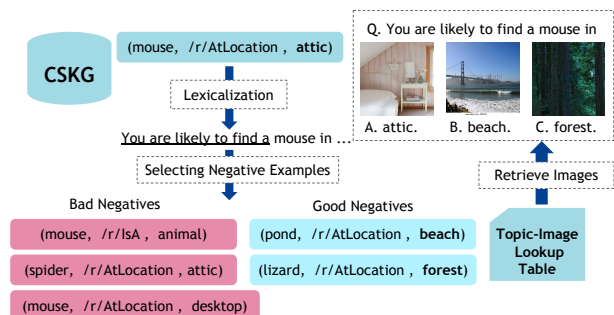 CSKG
(mouse, /r/AtLocation , attic)
Lexicalization
You are likely to find a mouse in ...
Selecting Negative Examples
Bad Negatives
(mouse, /r/IsA , animal)
(spider, /r/AtLocation , attic)
(mouse, /r/AtLocation , desktop)
Good Negatives
(pond, /r/AtLocation , beach)
(lizard, /r/AtLocation , forest)
Q. You are likely to find a mouse in
A. attic.
B. beach.
C. forest.
Retrieve Images
Topic-Image
Lookup
Table